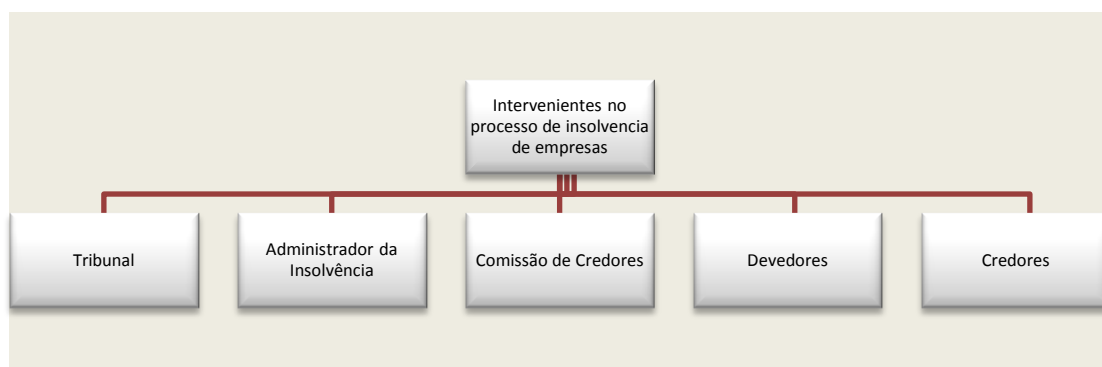 Intervenientes no
processo de insolvencia
de empresas
Tribunal
Administrador da
Insolvência
Comissão de Credores
Devedores
Credores